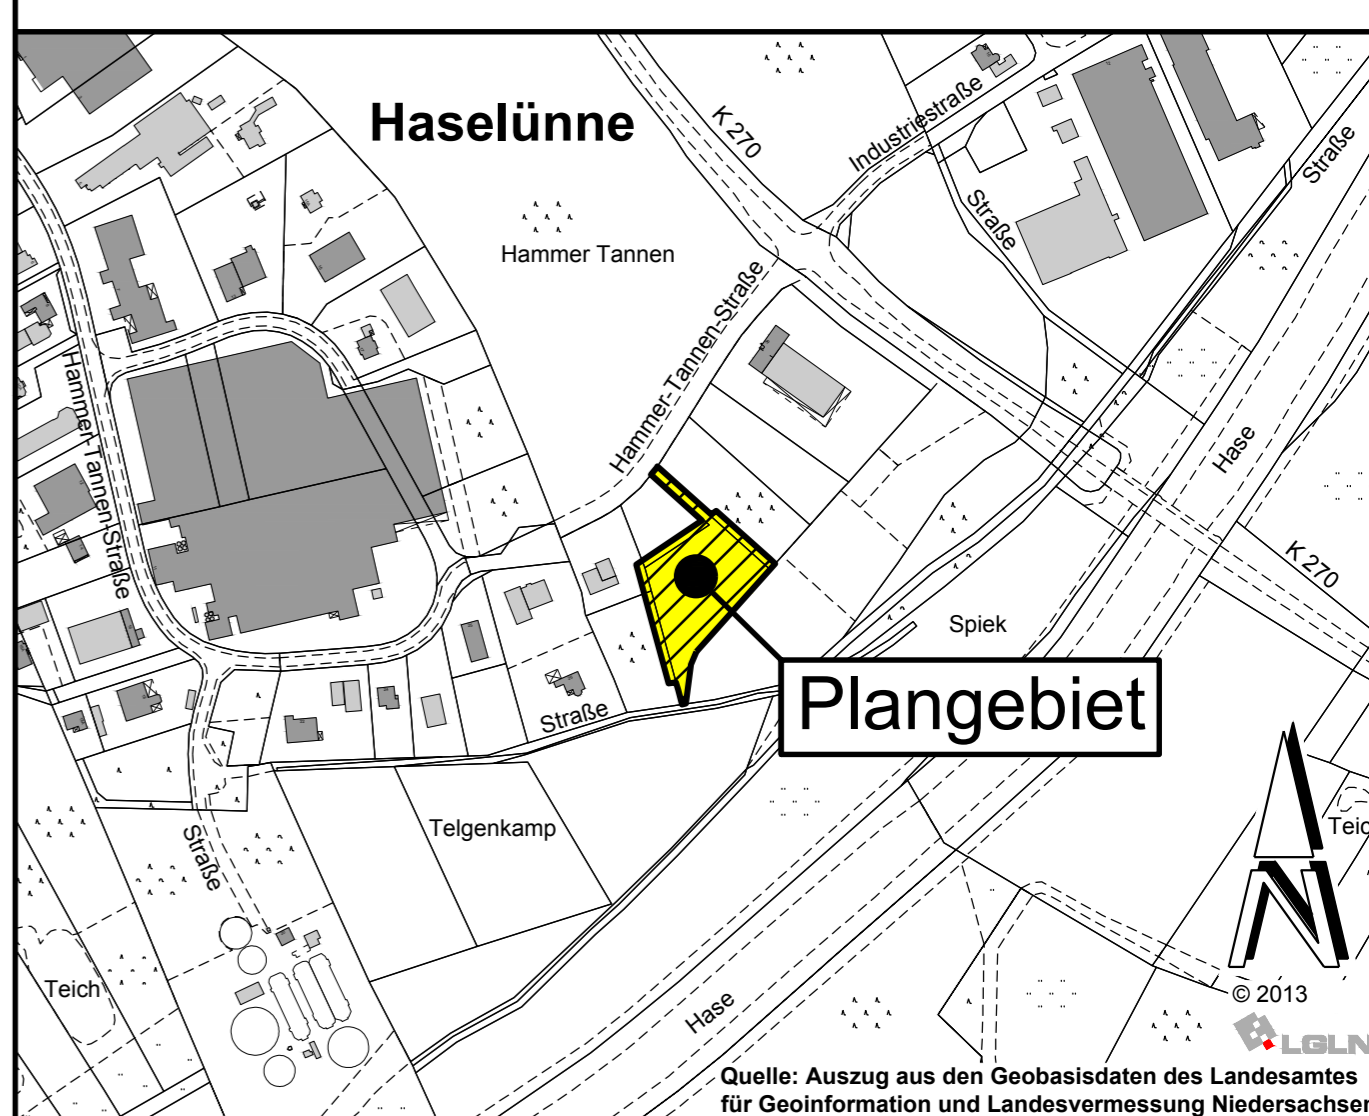 Haselünne
K 270
Industriestraße
Straße
Straße
Hammer Tannen
Hammer-Tannen-Straße
Hammer-Tannen-Straße
Hase
K 270
Spiek
Plangebiet
Straße
Telgenkamp
Straße
Teich
Teic
Hase
© 2013
LGLN
Quelle: Auszug aus den Geobasisdaten des Landesamtes
für Geoinformation und Landesvermessung Niedersachsen